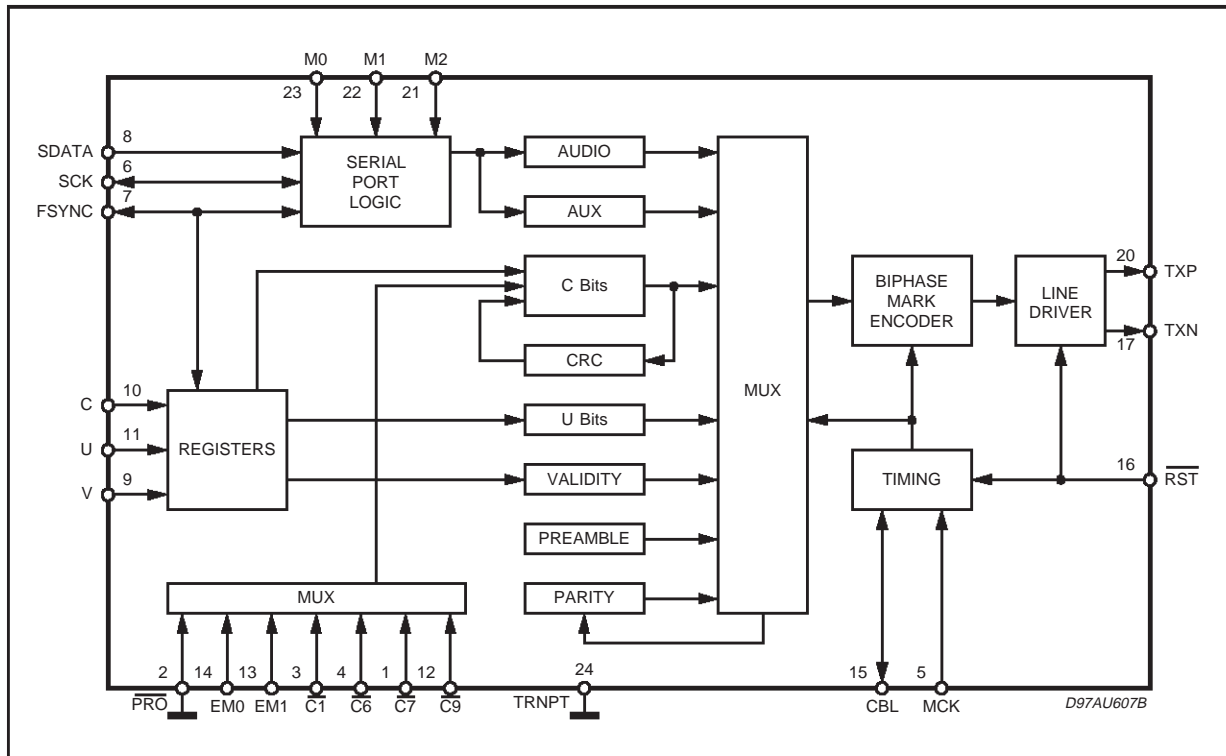 M0 M1 M2
23 22 21
SDATA 8
SCK 6
FSYNC 7
SERIAL
PORT
LOGIC
AUDIO
AUX
C Bits
CRC
U Bits
VALIDITY
PREAMBLE
PARITY
MUX
BIPHASE
MARK
ENCODER
LINE
DRIVER
20 TXP
TXN
17
C 10
U 11
V 9
REGISTERS
TIMING
16
RST
MUX
2 14 13 3 4 1 12 24 15 5
PRO EM0 EM1 C1 C6 C7 C9 TRNPT CBL MCK
D97AU607B